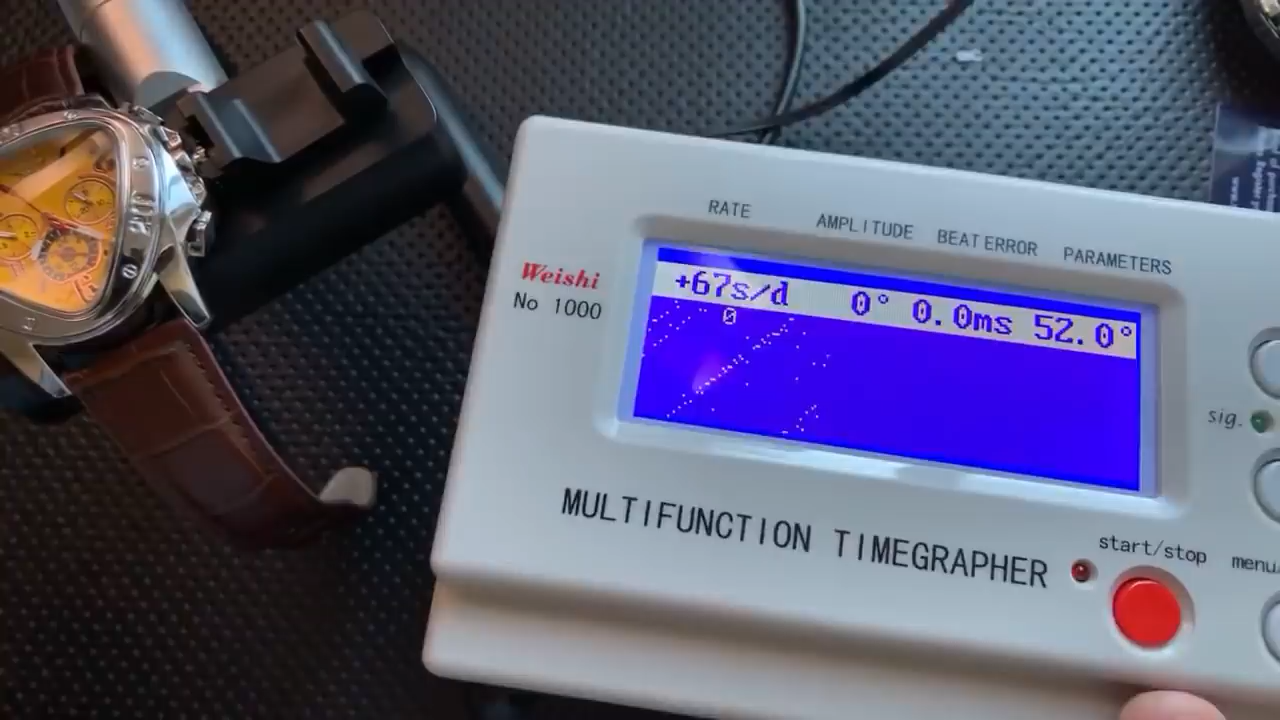 RATE AMPLITUDE BEAT ERROR PARAMETERS
Weishi
No 1000
+67s/d 0° 0.0ms 52.0°
0
sig.
MULTIFUNCTION TIMEGRAPHER
start/stop
menu/